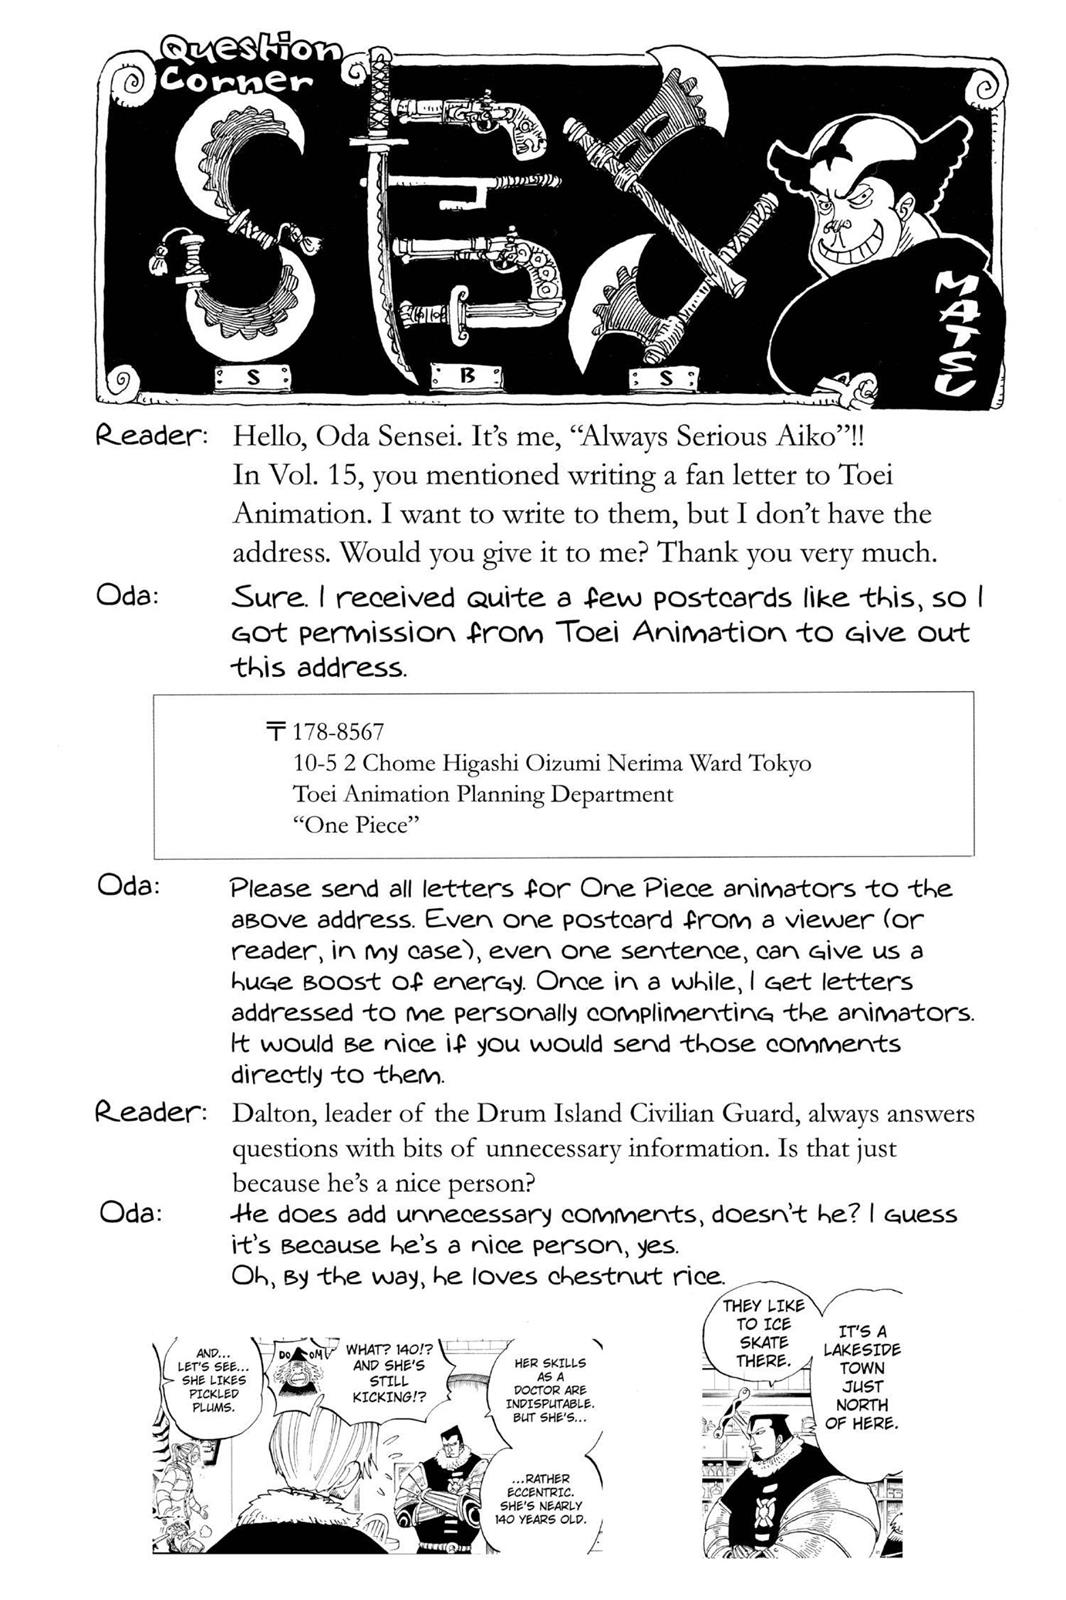 Question
Corner
S B S
MATSU
Reader: Hello, Oda Sensei. It's me, “Always Serious Aiko”!!
In Vol. 15, you mentioned writing a fan letter to Toei
Animation. I want to write to them, but I don't have the
address. Would you give it to me? Thank you very much.
Oda: Sure. I received quite a few postcards like this, so I
got permission from Toei Animation to give out
this address.
〒178-8567
10-5 2 Chome Higashi Oizumi Nerima Ward Tokyo
Toei Animation Planning Department
“One Piece”
Oda: Please send all letters for One Piece animators to the
above address. Even one postcard from a viewer (or
reader, in my case), even one sentence, can give us a
huge boost of energy. Once in a while, I get letters
addressed to me personally complimenting the animators.
It would be nice if you would send those comments
directly to them.
Reader: Dalton, leader of the Drum Island Civilian Guard, always answers
questions with bits of unnecessary information. Is that just
because he's a nice person?
Oda: He does add unnecessary comments, doesn't he? I guess
it's because he's a nice person, yes.
Oh, by the way, he loves chestnut rice.
HER SKILLS
AS A
DOCTOR ARE
INDISPUTABLE.
BUT SHE'S...
...RATHER
ECCENTRIC.
SHE'S NEARLY
140 YEARS OLD.
WHAT? 140!?
AND SHE'S
STILL
KICKING!?
DO OM
AND...
LET'S SEE...
SHE LIKES
PICKLED
PLUMS.
IT'S A
LAKESIDE
TOWN
JUST
NORTH
OF HERE.
THEY LIKE
TO ICE
SKATE
THERE.